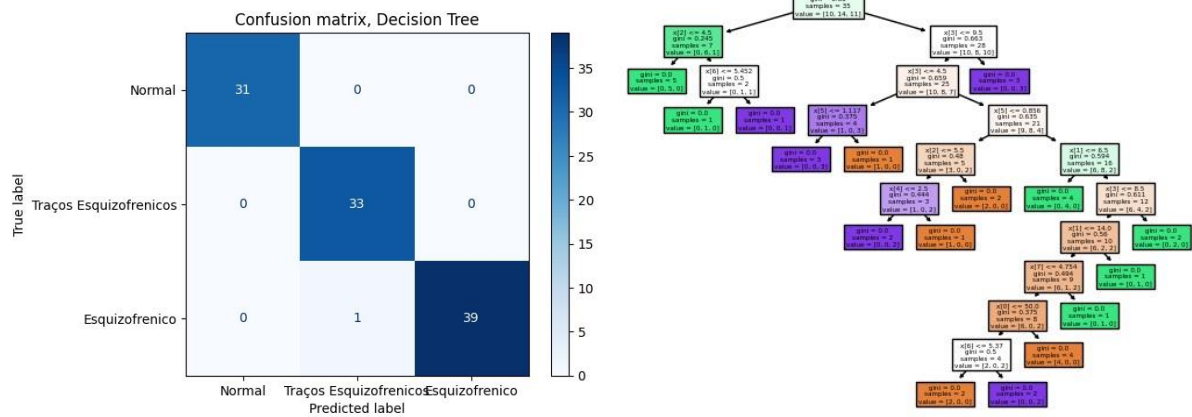 Confusion matrix, Decision Tree
True label
Normal
Traços Esquizofrenicos
Esquizofrenico
31
0
0
0
33
0
0
1
39
Normal
Traços Esquizofrenicos
Esquizofrenico
Predicted label
35
30
25
20
15
10
5
0
samples = 35
value = [10, 14, 11]
x[2] <= 4.5
gini = 0.245
samples = 7
value = [0, 6, 1]
x[3] <= 9.5
gini = 0.663
samples = 28
value = [10, 8, 10]
gini = 0.0
samples = 5
value = [0, 5, 0]
x[6] <= 5.452
gini = 0.5
samples = 2
value = [0, 1, 1]
x[3] <= 4.5
gini = 0.659
samples = 25
value = [10, 8, 7]
gini = 0.0
samples = 3
value = [0, 0, 3]
gini = 0.0
samples = 1
value = [0, 1, 0]
gini = 0.0
samples = 1
value = [0, 0, 1]
x[5] <= 1.117
gini = 0.375
samples = 4
value = [1, 0, 3]
x[5] <= 0.856
gini = 0.635
samples = 21
value = [9, 8, 4]
gini = 0.0
samples = 3
value = [0, 0, 3]
gini = 0.0
samples = 1
value = [1, 0, 0]
x[2] <= 5.5
gini = 0.48
samples = 5
value = [3, 0, 2]
x[1] <= 6.5
gini = 0.594
samples = 16
value = [6, 8, 2]
x[4] <= 2.5
gini = 0.444
samples = 3
value = [1, 0, 2]
gini = 0.0
samples = 2
value = [2, 0, 0]
gini = 0.0
samples = 4
value = [0, 4, 0]
x[3] <= 8.5
gini = 0.611
samples = 12
value = [6, 4, 2]
gini = 0.0
samples = 2
value = [0, 0, 2]
gini = 0.0
samples = 1
value = [1, 0, 0]
x[1] <= 14.0
gini = 0.56
samples = 10
value = [6, 2, 2]
gini = 0.0
samples = 2
value = [0, 2, 0]
x[7] <= 4.754
gini = 0.494
samples = 9
value = [6, 1, 2]
gini = 0.0
samples = 1
value = [0, 1, 0]
x[0] <= 50.0
gini = 0.375
samples = 8
value = [6, 0, 2]
gini = 0.0
samples = 1
value = [0, 1, 0]
x[6] <= 5.37
gini = 0.5
samples = 4
value = [2, 0, 2]
gini = 0.0
samples = 4
value = [4, 0, 0]
gini = 0.0
samples = 2
value = [2, 0, 0]
gini = 0.0
samples = 2
value = [0, 0, 2]